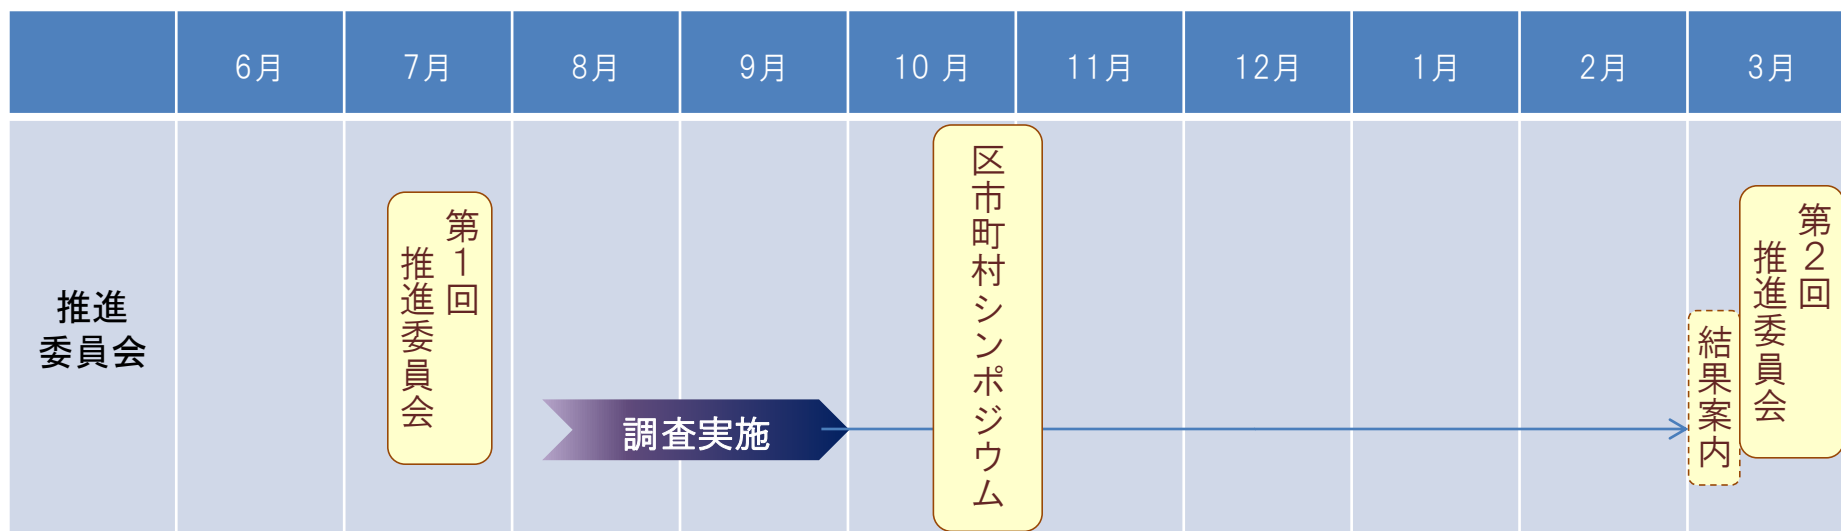 6月
7月
8月
9月
10 月
11月
12月
1月
2月
3月
推進
委員会
第1回
推進委員会
調査実施
区市町村シンポジウム
結果案内
第2回
推進委員会